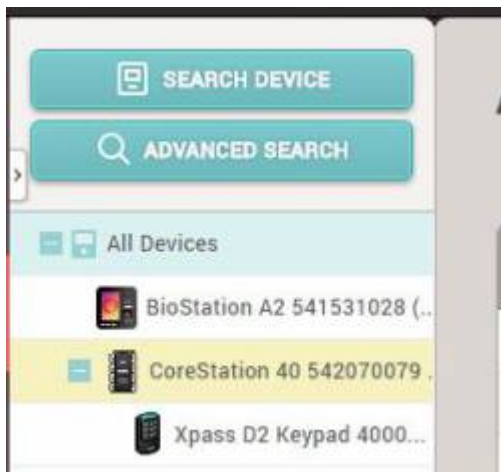 SEARCH DEVICE
ADVANCED SEARCH
All Devices
BioStation A2 541531028 (..
CoreStation 40 542070079 .
Xpass D2 Keypad 4000...